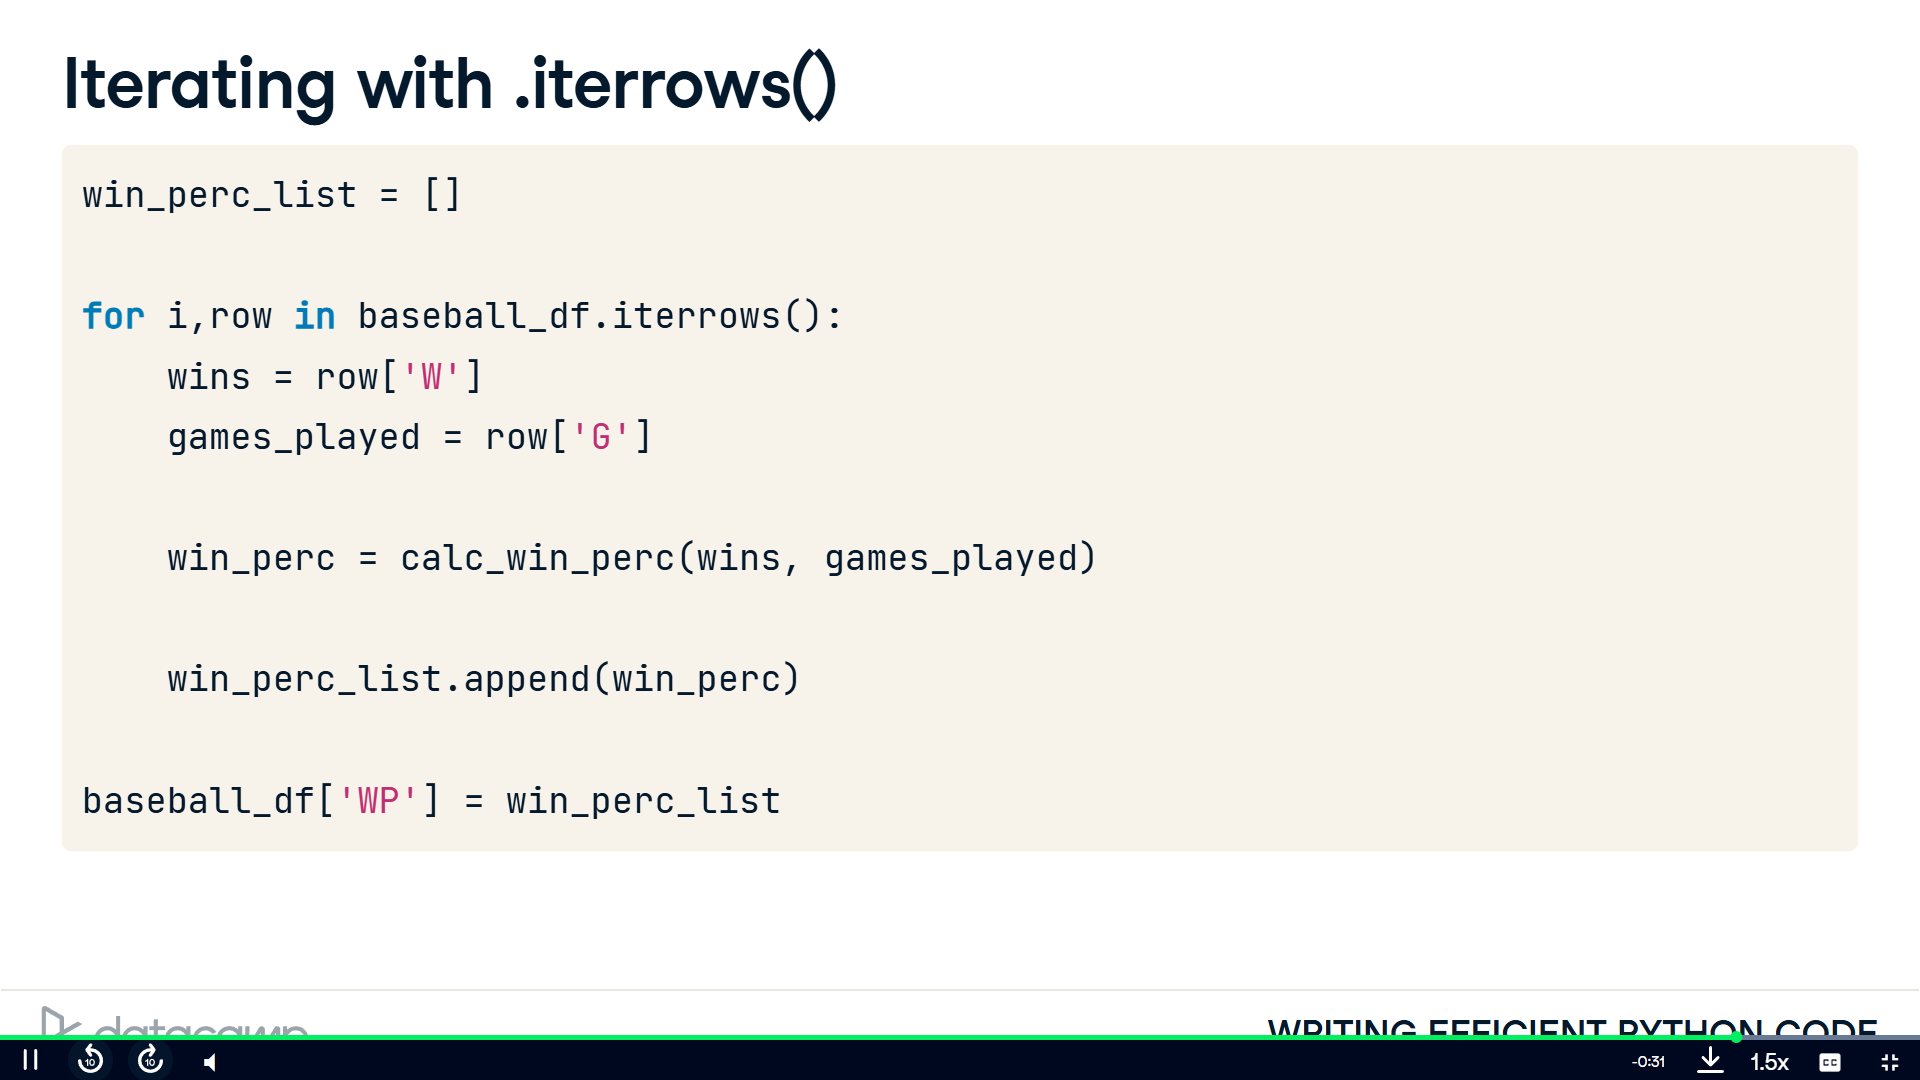 Iterating with .iterrows()
win_perc_list = []
for i,row in baseball_df.iterrows():
    wins = row['W']
    games_played = row['G']
    win_perc = calc_win_perc(wins, games_played)
    win_perc_list.append(win_perc)
baseball_df['WP'] = win_perc_list
datacamp
WRITING EFFICIENT PYTHON CODE
10
10
-0:31
1.5x
CC